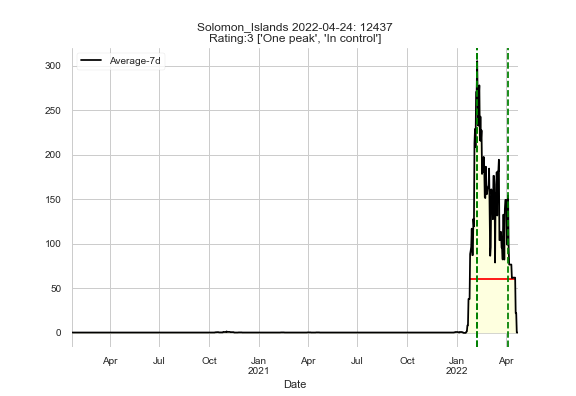 Solomon_Islands 2022-04-24: 12437
Rating:3 ['One peak', 'In control']
Average-7d
300
250
200
150
100
50
0
Apr Jul Oct Jan Apr Jul Oct Jan Apr
2021 2022
Date